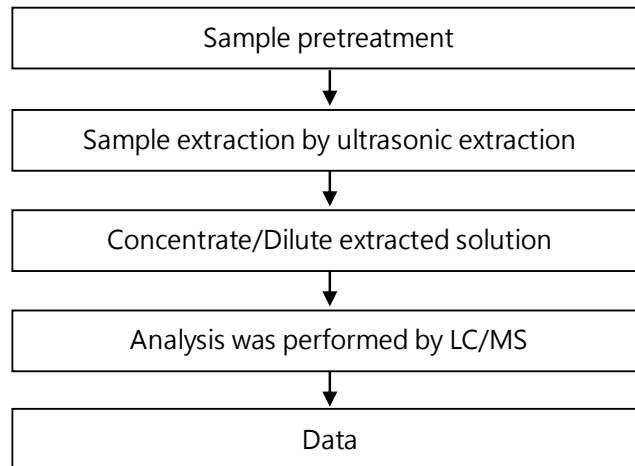 Sample pretreatment
Sample extraction by ultrasonic extraction
Concentrate/Dilute extracted solution
Analysis was performed by LC/MS
Data